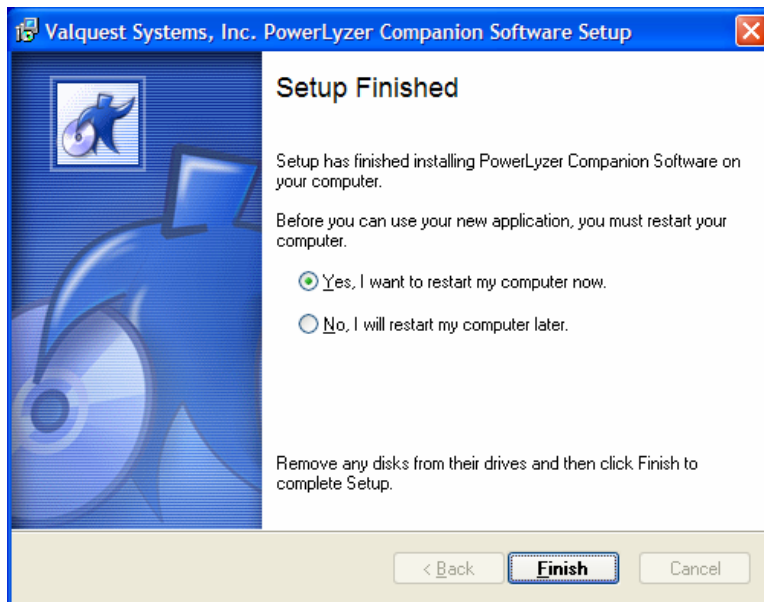 Valquest Systems, Inc. PowerLyzer Companion Software Setup
Setup Finished
Setup has finished installing PowerLyzer Companion Software on
your computer.
Before you can use your new application, you must restart your
computer.
Yes, I want to restart my computer now.
No, I will restart my computer later.
Remove any disks from their drives and then click Finish to
complete Setup.
< Back Finish Cancel